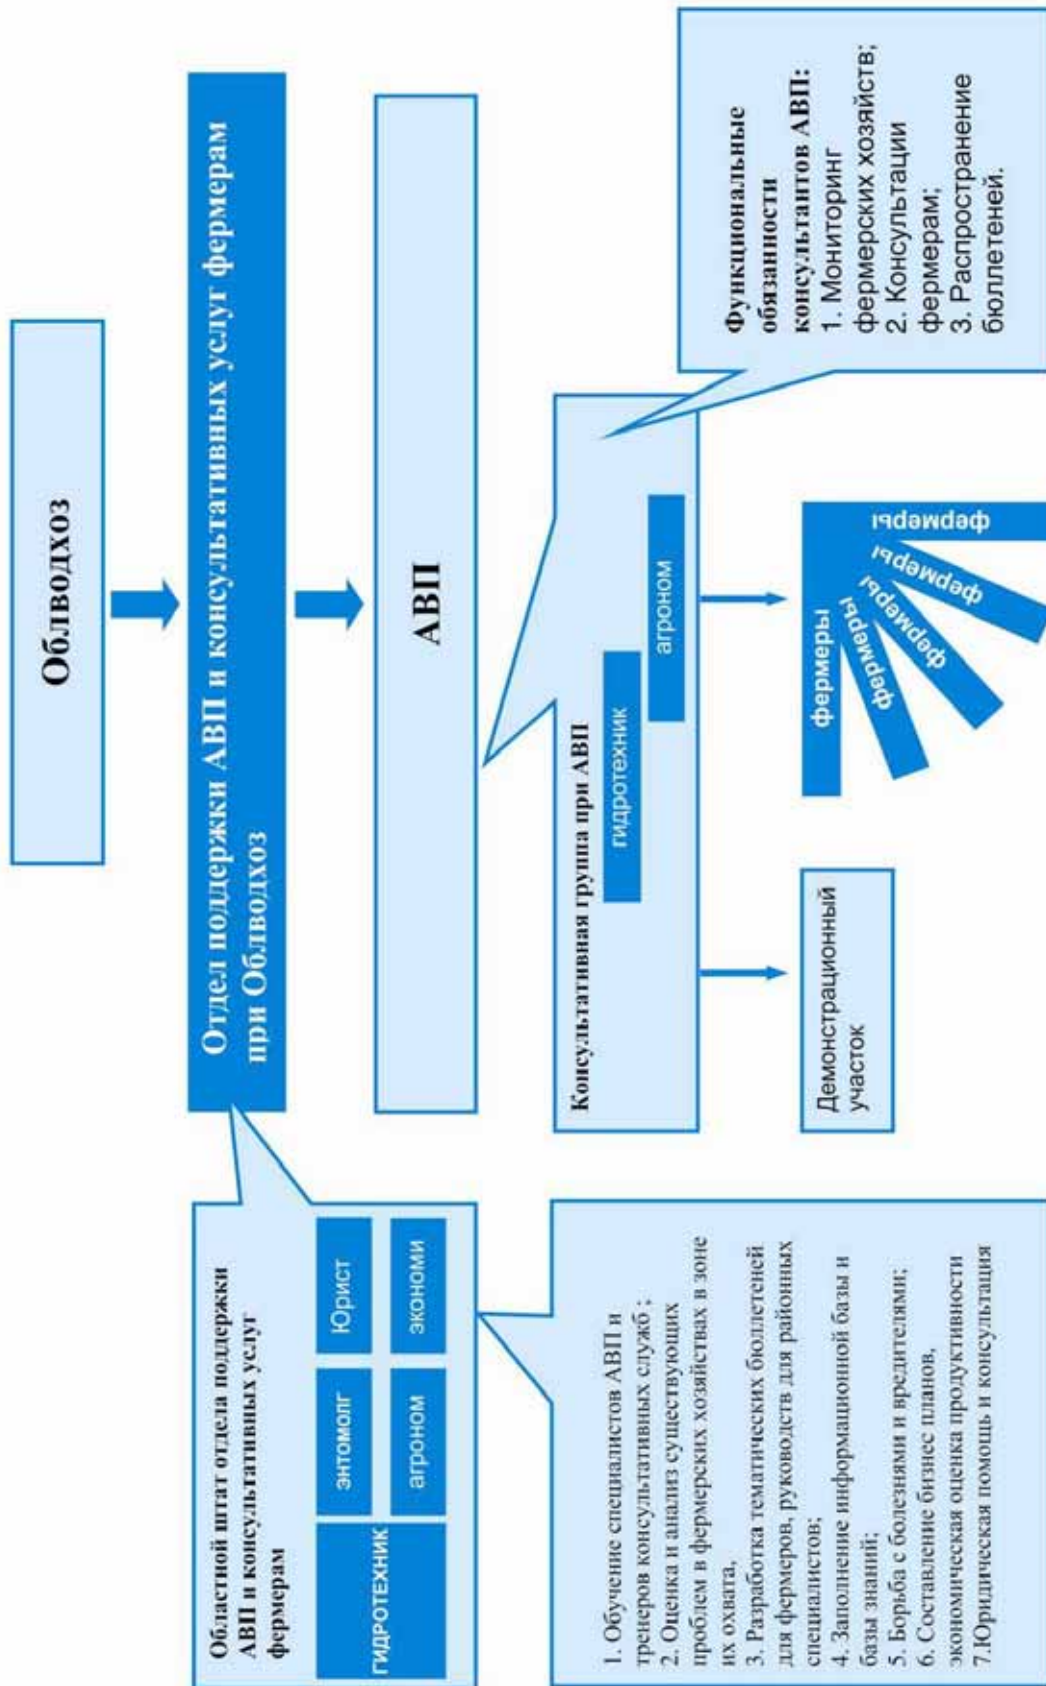 Облводхоз
Отдел поддержки АВП и консультативных услуг фермерам
при Облводхоз
АВП
Областной штат отдела поддержки
АВП и консультативных услуг
фермерам
ГИДРОТЕХНИК
энтомолг
Юрист
агроном
экономи
1. Обучение специалистов АВП и
тренеров консультативных служб ;
2. Оценка и анализ существующих
проблем в фермерских хозяйствах в зоне
их охвата,
3. Разработка тематических бюллетеней
для фермеров, руководств для районных
специалистов;
4. Заполнение информационной базы и
базы знаний;
5. Борьба с болезнями и вредителями;
6. Составление бизнес планов,
экономическая оценка продуктивности
7.Юридическая помощь и консультация
Консультативная группа при АВП
гидротехник
агроном
Функциональные
обязанности
консультантов АВП:
1. Мониторинг
фермерских хозяйств;
2. Консультации
фермерам;
3. Распространение
бюллетеней.
Демонстрационный
участок
фермеры
фермеры
фермеры
фермеры
фермеры